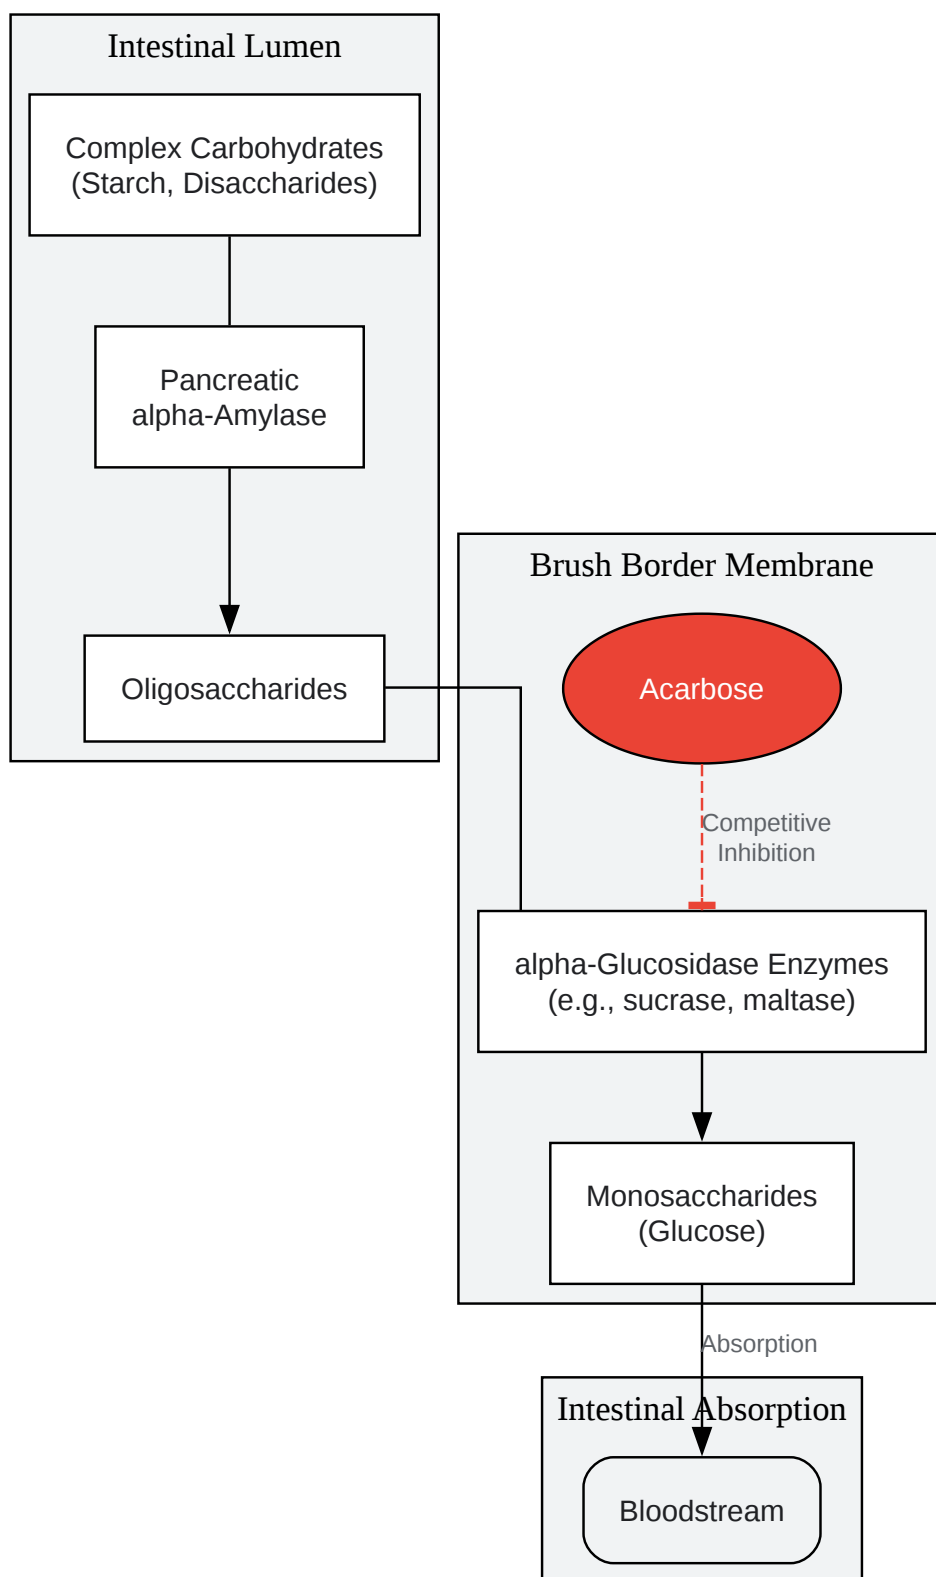 Intestinal Lumen
Complex Carbohydrates
(Starch, Disaccharides)
Pancreatic
alpha-Amylase
Oligosaccharides
Brush Border Membrane
Acarbose
Competitive
Inhibition
alpha-Glucosidase Enzymes
(e.g., sucrase, maltase)
Monosaccharides
(Glucose)
Absorption
Intestinal Absorption
Bloodstream